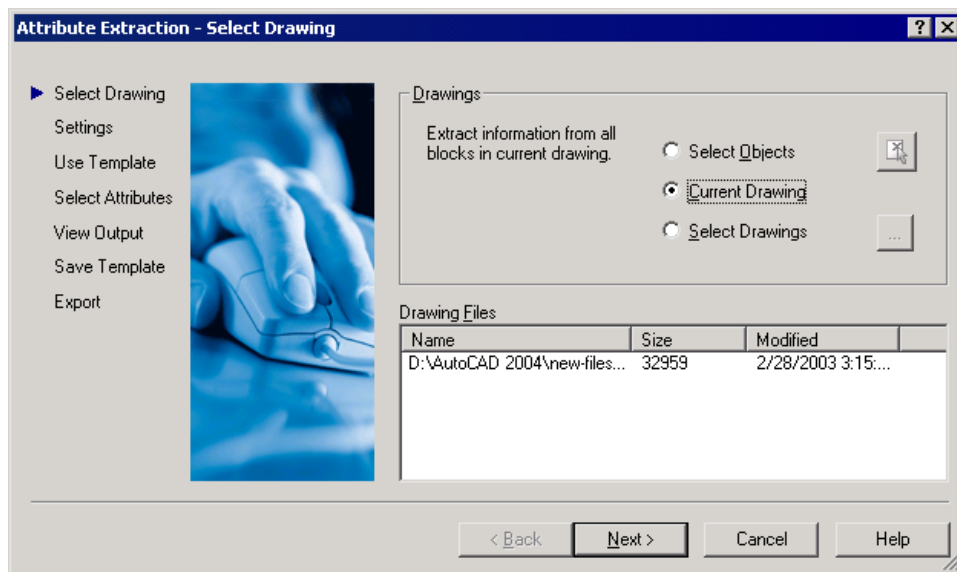 Attribute Extraction - Select Drawing
Select Drawing
Settings
Use Template
Select Attributes
View Output
Save Template
Export
Drawings
Extract information from all
blocks in current drawing.
Select Objects
Current Drawing
Select Drawings
...
Drawing Files
Name Size Modified
D:\AutoCAD 2004\new-files... 32959 2/28/2003 3:15:...
< Back Next > Cancel Help